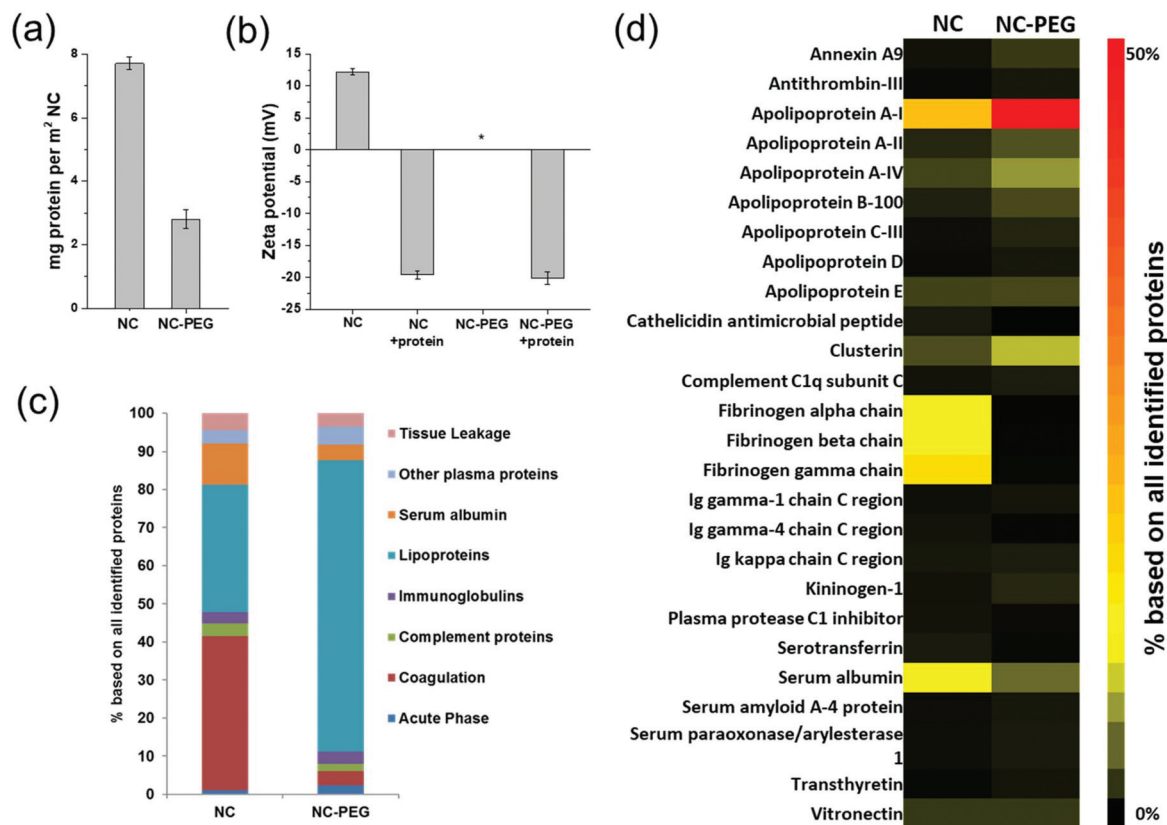 (a)
8
6
4
2
0
mg protein per m² NC
NC
NC-PEG
(b)
15
10
5
0
-5
-10
-15
-20
-25
Zeta potential (mV)
*
NC
NC
+protein
NC-PEG
NC-PEG
+protein
(c)
100
90
80
70
60
50
40
30
20
10
0
% based on all identified proteins
NC
NC-PEG
Tissue Leakage
Other plasma proteins
Serum albumin
Lipoproteins
Immunoglobulins
Complement proteins
Coagulation
Acute Phase
(d)
NC
NC-PEG
Annexin A9
Antithrombin-III
Apolipoprotein A-I
Apolipoprotein A-II
Apolipoprotein A-IV
Apolipoprotein B-100
Apolipoprotein C-III
Apolipoprotein D
Apolipoprotein E
Cathelicidin antimicrobial peptide
Clusterin
Complement C1q subunit C
Fibrinogen alpha chain
Fibrinogen beta chain
Fibrinogen gamma chain
Ig gamma-1 chain C region
Ig gamma-4 chain C region
Ig kappa chain C region
Kininogen-1
Plasma protease C1 inhibitor
Serotransferrin
Serum albumin
Serum amyloid A-4 protein
Serum paraoxonase/arylesterase
1
Transthyretin
Vitronectin
50%
0%
% based on all identified proteins